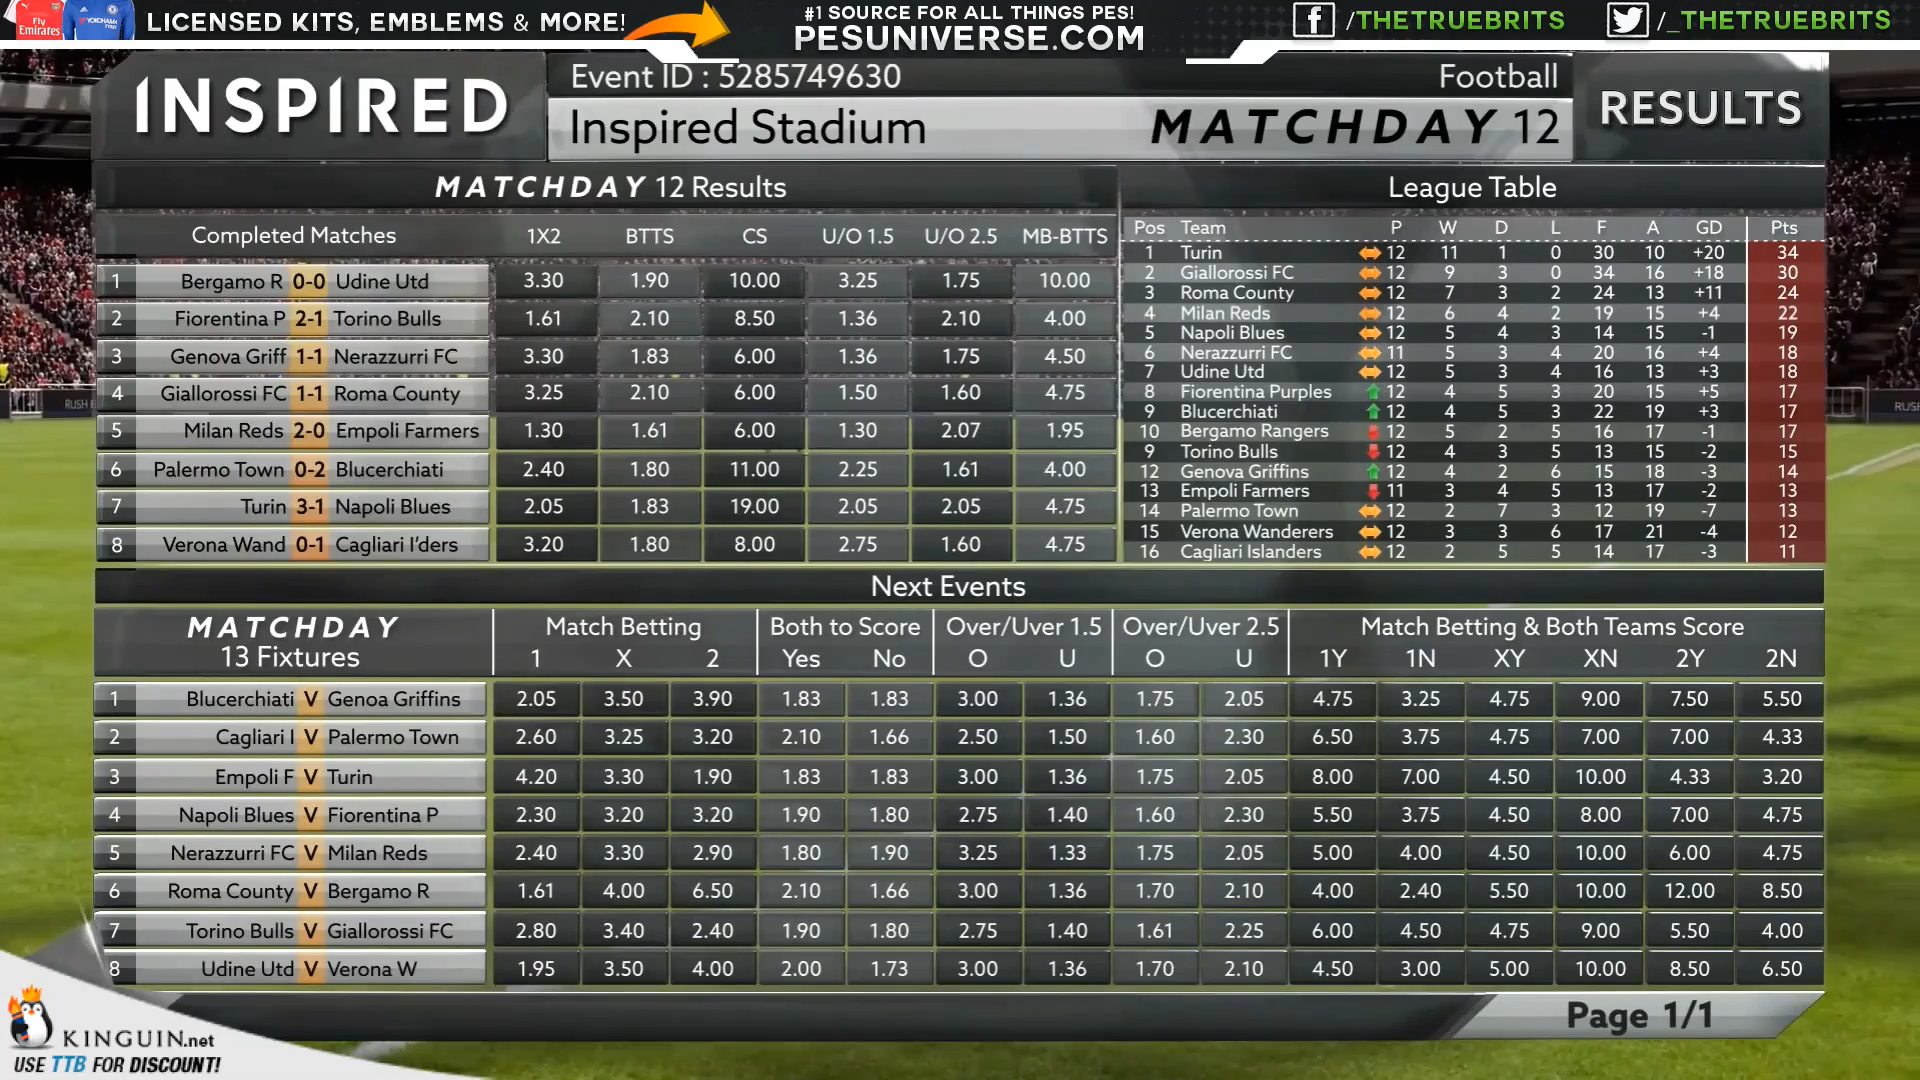 Fly
Emirates
YOKOHAMA
TYRES
LICENSED KITS, EMBLEMS & MORE!
#1 SOURCE FOR ALL THINGS PES!
PESUNIVERSE.COM
/THETRUEBRITS
/_THETRUEBRITS
INSPIRED
Event ID : 5285749630
Football
Inspired Stadium
MATCHDAY 12
RESULTS
MATCHDAY 12 Results
Completed Matches 1X2 BTTS CS U/O 1.5 U/O 2.5 MB-BTTS
1 Bergamo R 0-0 Udine Utd 3.30 1.90 10.00 3.25 1.75 10.00
2 Fiorentina P 2-1 Torino Bulls 1.61 2.10 8.50 1.36 2.10 4.00
3 Genova Griff 1-1 Nerazzurri FC 3.30 1.83 6.00 1.36 1.75 4.50
4 Giallorossi FC 1-1 Roma County 3.25 2.10 6.00 1.50 1.60 4.75
5 Milan Reds 2-0 Empoli Farmers 1.30 1.61 6.00 1.30 2.07 1.95
6 Palermo Town 0-2 Blucerchiati 2.40 1.80 11.00 2.25 1.61 4.00
7 Turin 3-1 Napoli Blues 2.05 1.83 19.00 2.05 2.05 4.75
8 Verona Wand 0-1 Cagliari I'ders 3.20 1.80 8.00 2.75 1.60 4.75
League Table
Pos Team P W D L F A GD Pts
1 Turin 12 11 1 0 30 10 +20 34
2 Giallorossi FC 12 9 3 0 34 16 +18 30
3 Roma County 12 7 3 2 24 13 +11 24
4 Milan Reds 12 6 4 2 19 15 +4 22
5 Napoli Blues 12 5 4 3 14 15 -1 19
6 Nerazzurri FC 11 5 3 4 20 16 +4 18
7 Udine Utd 12 5 3 4 16 13 +3 18
8 Fiorentina Purples 12 4 5 3 20 15 +5 17
9 Blucerchiati 12 4 5 3 22 19 +3 17
10 Bergamo Rangers 12 5 2 5 16 17 -1 17
9 Torino Bulls 12 4 3 5 13 15 -2 15
12 Genova Griffins 12 4 2 6 15 18 -3 14
13 Empoli Farmers 11 3 4 5 13 17 -2 13
14 Palermo Town 12 2 7 3 12 19 -7 13
15 Verona Wanderers 12 3 3 6 17 21 -4 12
16 Cagliari Islanders 12 2 5 5 14 17 -3 11
Next Events
MATCHDAY
13 Fixtures
Match Betting Both to Score Over/Uver 1.5 Over/Uver 2.5 Match Betting & Both Teams Score
1 X 2 Yes No O U O U 1Y 1N XY XN 2Y 2N
1 Blucerchiati V Genoa Griffins 2.05 3.50 3.90 1.83 1.83 3.00 1.36 1.75 2.05 4.75 3.25 4.75 9.00 7.50 5.50
2 Cagliari I V Palermo Town 2.60 3.25 3.20 2.10 1.66 2.50 1.50 1.60 2.30 6.50 3.75 4.75 7.00 7.00 4.33
3 Empoli F V Turin 4.20 3.30 1.90 1.83 1.83 3.00 1.36 1.75 2.05 8.00 7.00 4.50 10.00 4.33 3.20
4 Napoli Blues V Fiorentina P 2.30 3.20 3.20 1.90 1.80 2.75 1.40 1.60 2.30 5.50 3.75 4.50 8.00 7.00 4.75
5 Nerazzurri FC V Milan Reds 2.40 3.30 2.90 1.80 1.90 3.25 1.33 1.75 2.05 5.00 4.00 4.50 10.00 6.00 4.75
6 Roma County V Bergamo R 1.61 4.00 6.50 2.10 1.66 3.00 1.36 1.70 2.10 4.00 2.40 5.50 10.00 12.00 8.50
7 Torino Bulls V Giallorossi FC 2.80 3.40 2.40 1.90 1.80 2.75 1.40 1.61 2.25 6.00 4.50 4.75 9.00 5.50 4.00
8 Udine Utd V Verona W 1.95 3.50 4.00 2.00 1.73 3.00 1.36 1.70 2.10 4.50 3.00 5.00 10.00 8.50 6.50
Page 1/1
KINGUIN.net
USE TTB FOR DISCOUNT!